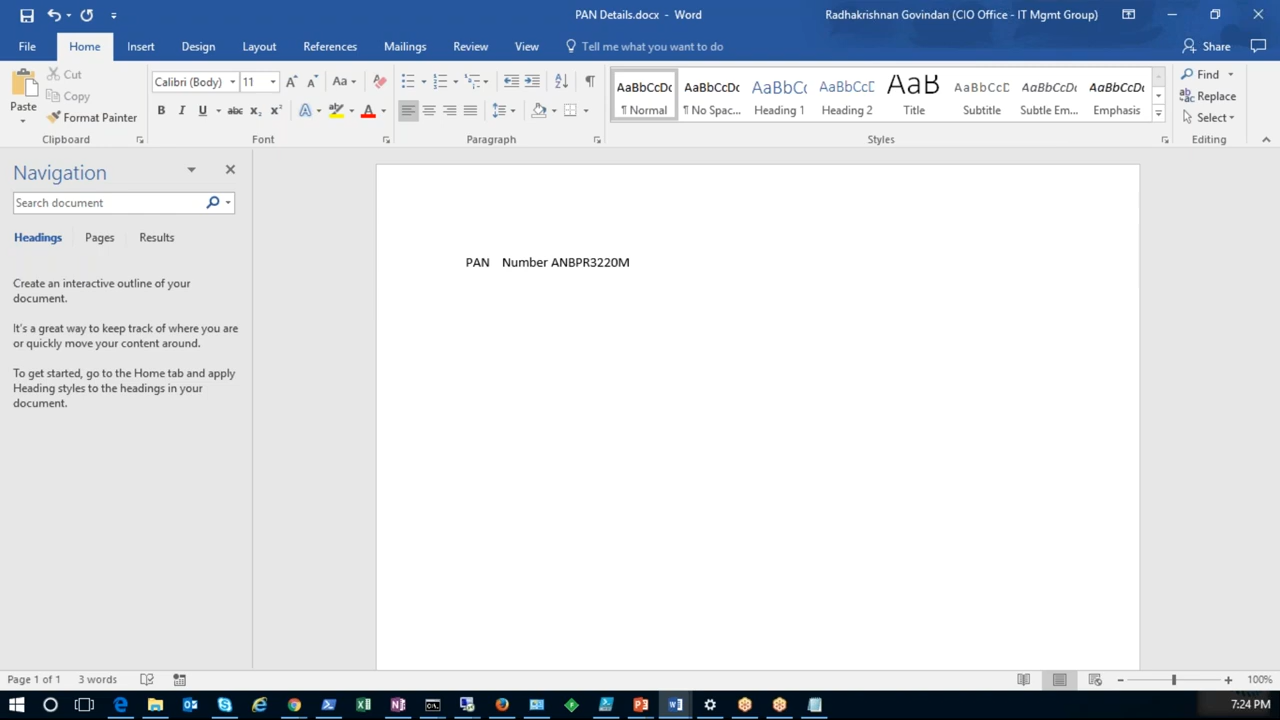 PAN Details.docx - Word
Radhakrishnan Govindan (CIO Office - IT Mgmt Group)
File Home Insert Design Layout References Mailings Review View Tell me what you want to do Share
Cut
Copy
Format Painter
Paste
Clipboard
Calibri (Body) 11
Font
Paragraph
AaBbCcDc AaBbCcDc AaBbCc AaBbCcD AaB AaBbCcD AaBbCcDc AaBbCcDc
¶ Normal ¶ No Spac... Heading 1 Heading 2 Title Subtitle Subtle Em... Emphasis
Styles
Find
Replace
Select
Editing
Navigation
Search document
Headings Pages Results
Create an interactive outline of your
document.
It's a great way to keep track of where you are
or quickly move your content around.
To get started, go to the Home tab and apply
Heading styles to the headings in your
document.
PAN Number ANBPR3220M
Page 1 of 1 3 words 100%
7:24 PM